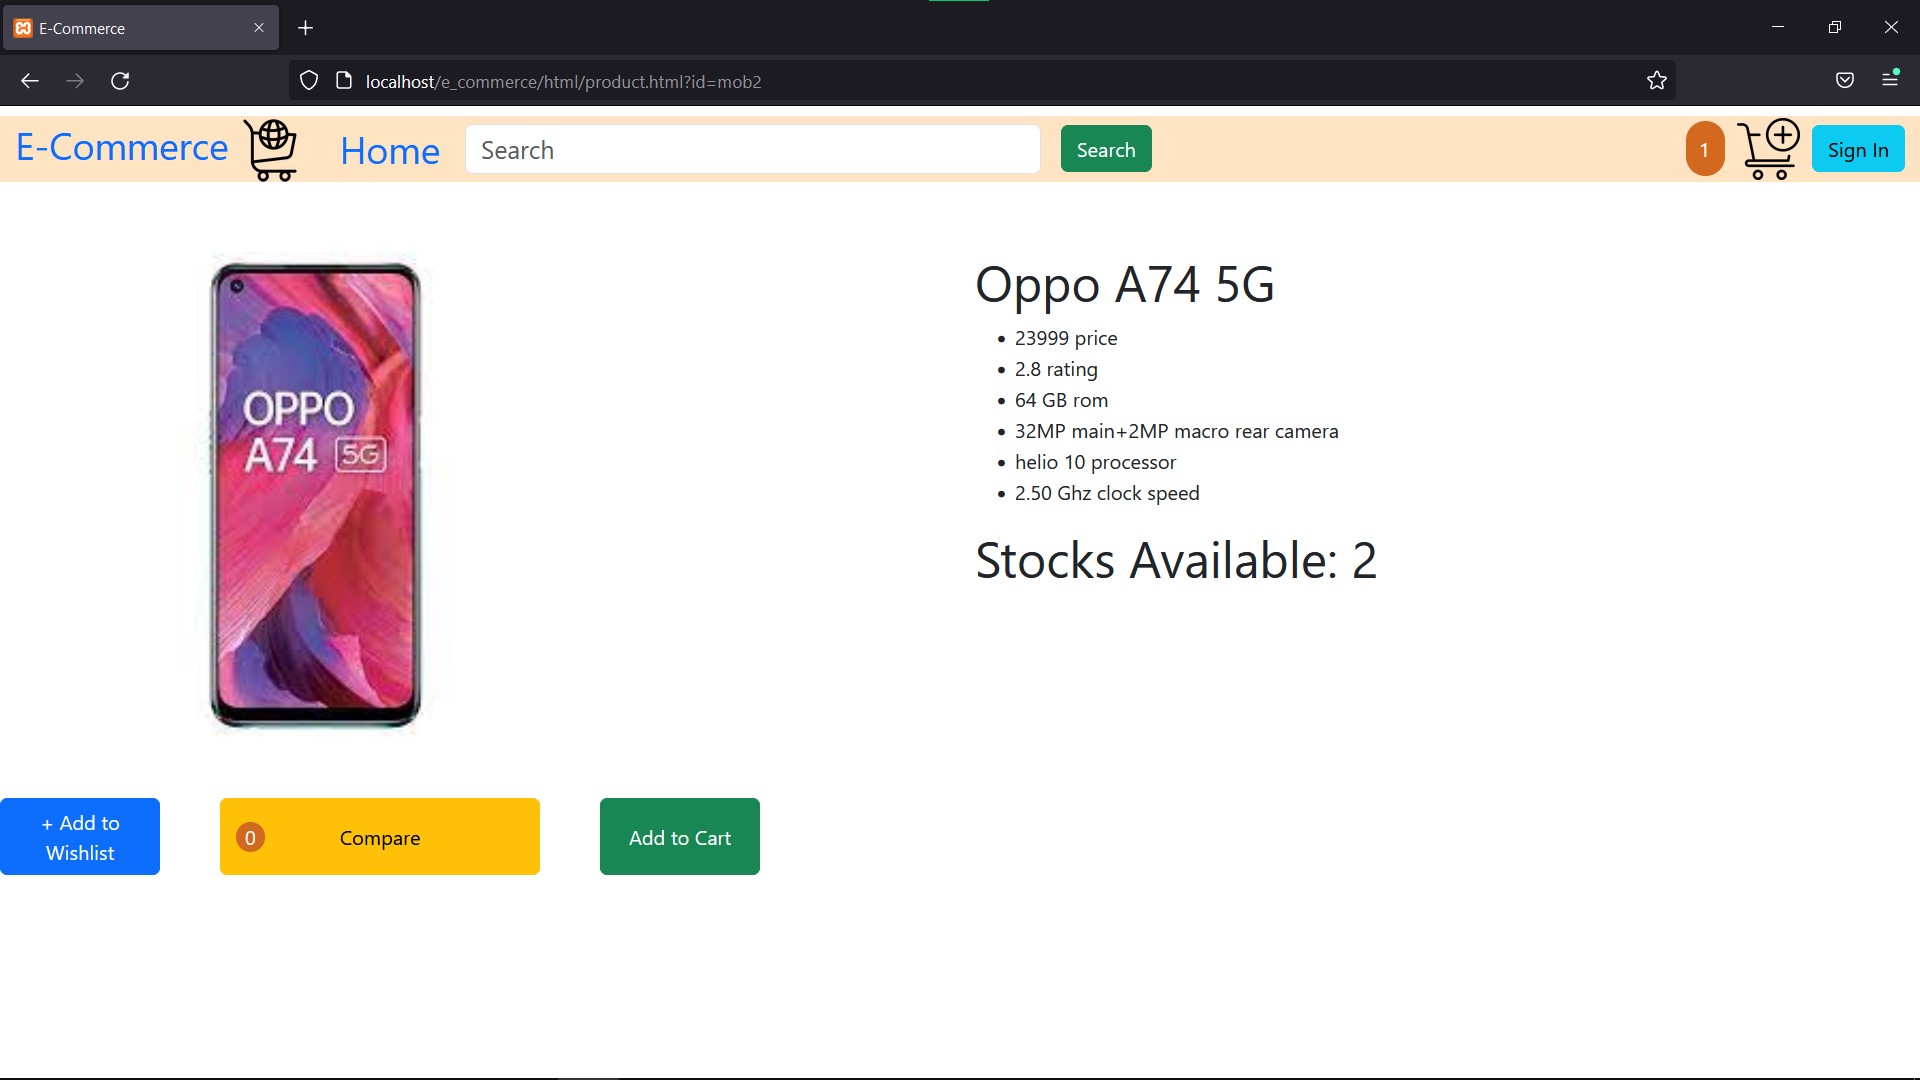 E-Commerce
localhost/e_commerce/html/product.html?id=mob2
E-Commerce
Home
Search
Search
1
Sign In
OPPO
A74 5G
Oppo A74 5G
• 23999 price
• 2.8 rating
• 64 GB rom
• 32MP main+2MP macro rear camera
• helio 10 processor
• 2.50 Ghz clock speed
Stocks Available: 2
+ Add to
Wishlist
0 Compare
Add to Cart